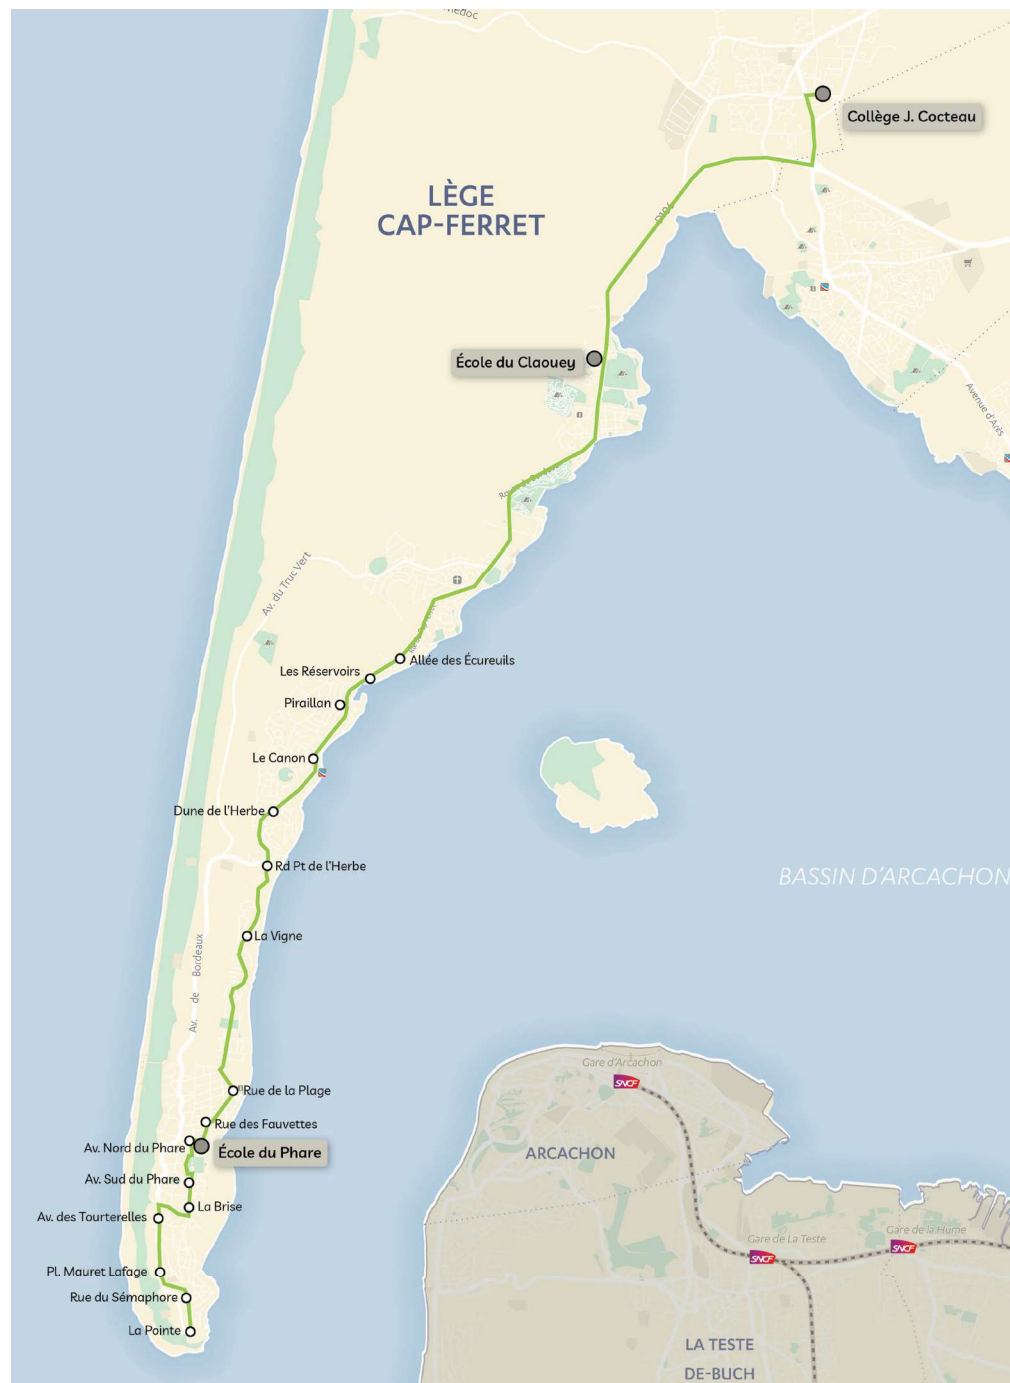 Médoc
Collège J. Cocteau
LÈGE
CAP-FERRET
D106
École du Claouey
Avenue d'Arès
Av. du Truc Vert
Allée des Écureuils
Les Réservoirs
Piraillan
Le Canon
Dune de l'Herbe
Rd Pt de l'Herbe
BASSIN D'ARCACHON
La Vigne
Av. de Bordeaux
Gare d'Arcachon
SNCF
Rue de la Plage
Rue des Fauvettes
Av. Nord du Phare
École du Phare
ARCACHON
Av. Sud du Phare
La Brise
Av. des Tourterelles
Gare de la Hume
SNCF
Gare de La Teste
SNCF
Pl. Mauret Lafage
Rue du Sémaphore
La Pointe
LA TESTE
DE-BUCH